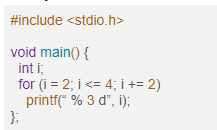 #include <stdio.h>
void main() {
int i;
for (i = 2; i <= 4; i += 2)
printf(“ % 3 d”, i);
};